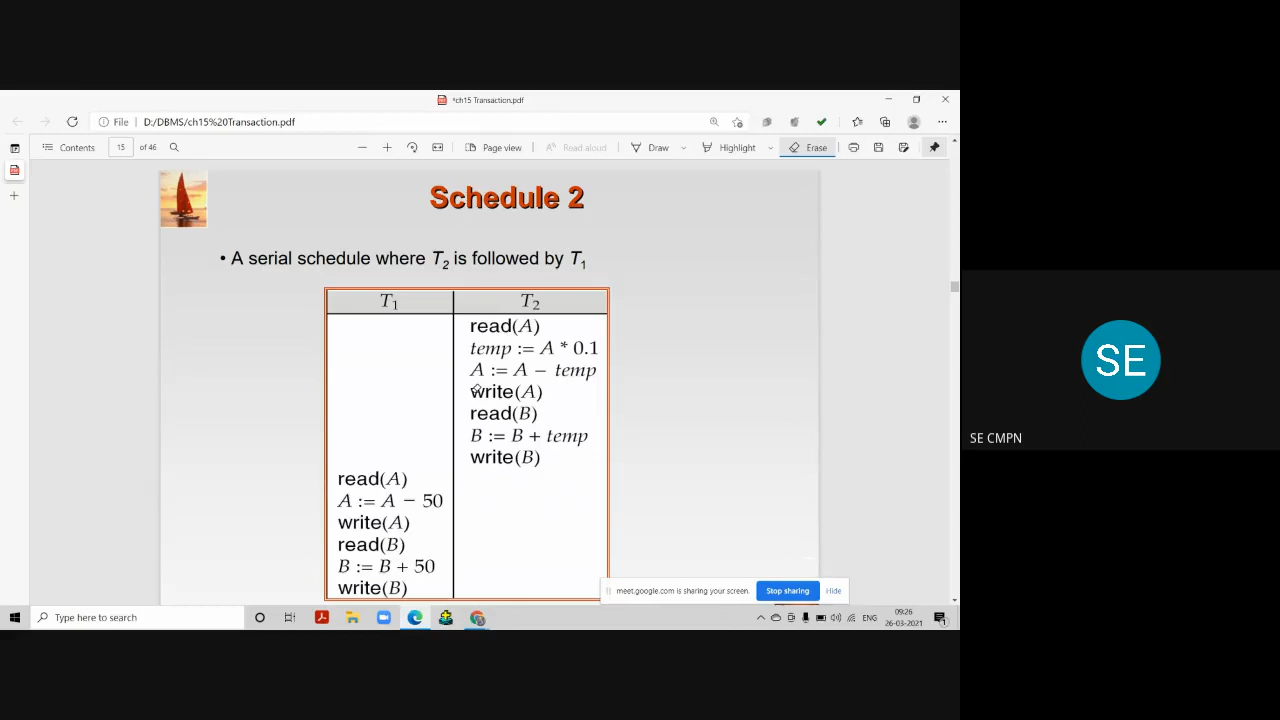 *ch15 Transaction.pdf
File | D:/DBMS/ch15%20Transaction.pdf
Contents 15 of 46 Page view Read aloud Draw Highlight Erase
Schedule 2
• A serial schedule where T2 is followed by T1
T1 T2
read(A)
temp := A * 0.1
A := A − temp
write(A)
read(B)
B := B + temp
write(B)
read(A)
A := A − 50
write(A)
read(B)
B := B + 50
write(B)
meet.google.com is sharing your screen. Stop sharing Hide
Type here to search
ENG
09:26
26-03-2021
SE
SE CMPN